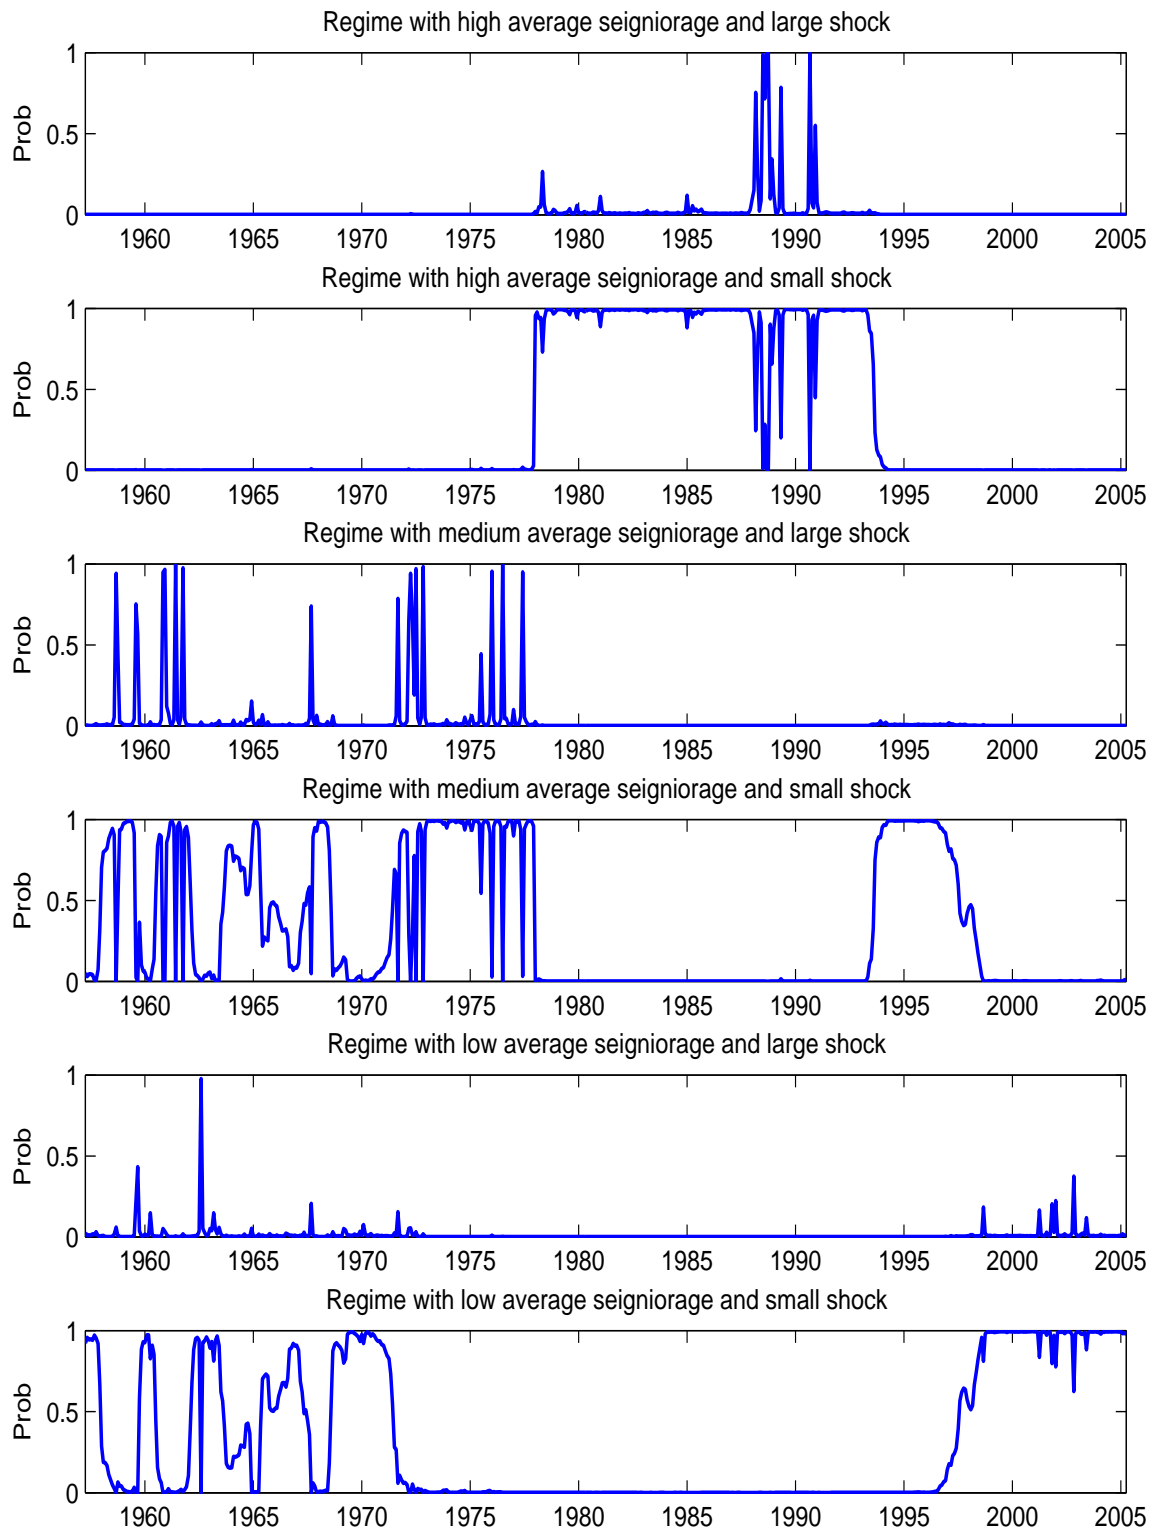 Regime with high average seigniorage and large shock
1
0.5
0
Prob
1960 1965 1970 1975 1980 1985 1990 1995 2000 2005
Regime with high average seigniorage and small shock
1
0.5
0
Prob
1960 1965 1970 1975 1980 1985 1990 1995 2000 2005
Regime with medium average seigniorage and large shock
1
0.5
0
Prob
1960 1965 1970 1975 1980 1985 1990 1995 2000 2005
Regime with medium average seigniorage and small shock
1
0.5
0
Prob
1960 1965 1970 1975 1980 1985 1990 1995 2000 2005
Regime with low average seigniorage and large shock
1
0.5
0
Prob
1960 1965 1970 1975 1980 1985 1990 1995 2000 2005
Regime with low average seigniorage and small shock
1
0.5
0
Prob
1960 1965 1970 1975 1980 1985 1990 1995 2000 2005